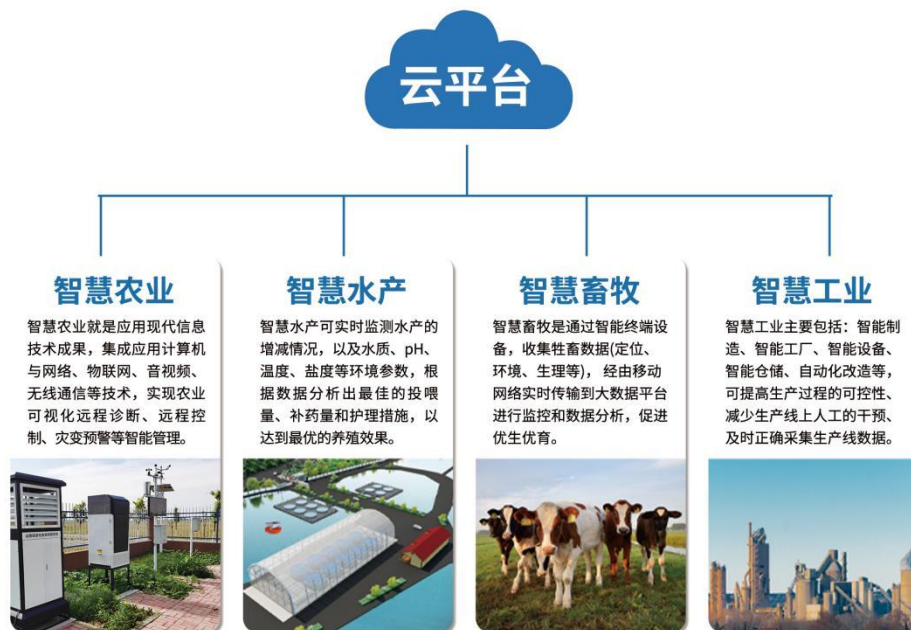 云平台
智慧农业
智慧农业就是应用现代信息
技术成果，集成应用计算机
与网络、物联网、音视频、
无线通信等技术，实现农业
可视化远程诊断、远程控
制、灾变预警等智能管理。
智慧水产
智慧水产可实时监测水产的
增减情况，以及水质、pH、
温度、盐度等环境参数，根
据数据分析出最佳的投喂
量、补药量和护理措施，以
达到最优的养殖效果。
智慧畜牧
智慧畜牧是通过智能终端设
备，收集牲畜数据(定位、
环境、生理等)，经由移动
网络实时传输到大数据平台
进行监控和数据分析，促进
优生优育。
智慧工业
智慧工业主要包括：智能制
造、智能工厂、智能设备、
智能仓储、自动化改造等，
可提高生产过程的可控性、
减少生产线上人工的干预、
及时正确采集生产线数据。